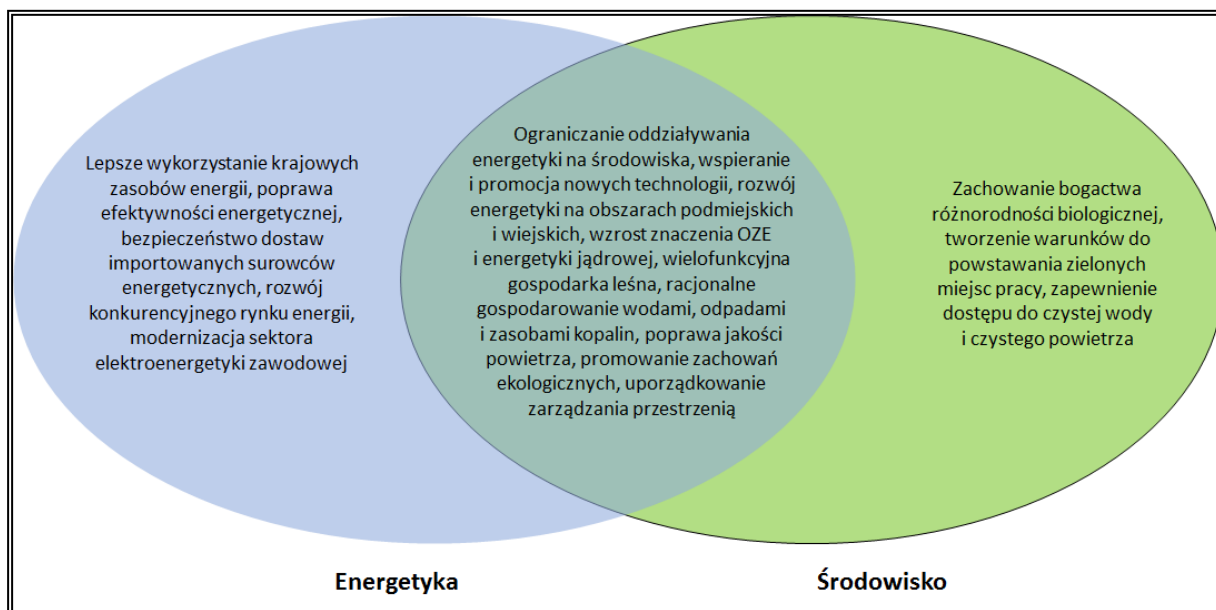 Lepsze wykorzystanie krajowych
zasobów energii, poprawa
efektywności energetycznej,
bezpieczeństwo dostaw
importowanych surowców
energetycznych, rozwój
konkurencyjnego rynku energii,
modernizacja sektora
elektroenergetyki zawodowej
Ograniczanie oddziaływania
energetyki na środowiska, wspieranie
i promocja nowych technologii, rozwój
energetyki na obszarach podmiejskich
i wiejskich, wzrost znaczenia OZE
i energetyki jądrowej, wielofunkcyjna
gospodarka leśna, racjonalne
gospodarowanie wodami, odpadami
i zasobami kopalin, poprawa jakości
powietrza, promowanie zachowań
ekologicznych, uporządkowanie
zarządzania przestrzenią
Zachowanie bogactwa
różnorodności biologicznej,
tworzenie warunków do
powstawania zielonych
miejsc pracy, zapewnienie
dostępu do czystej wody
i czystego powietrza
Energetyka
Środowisko